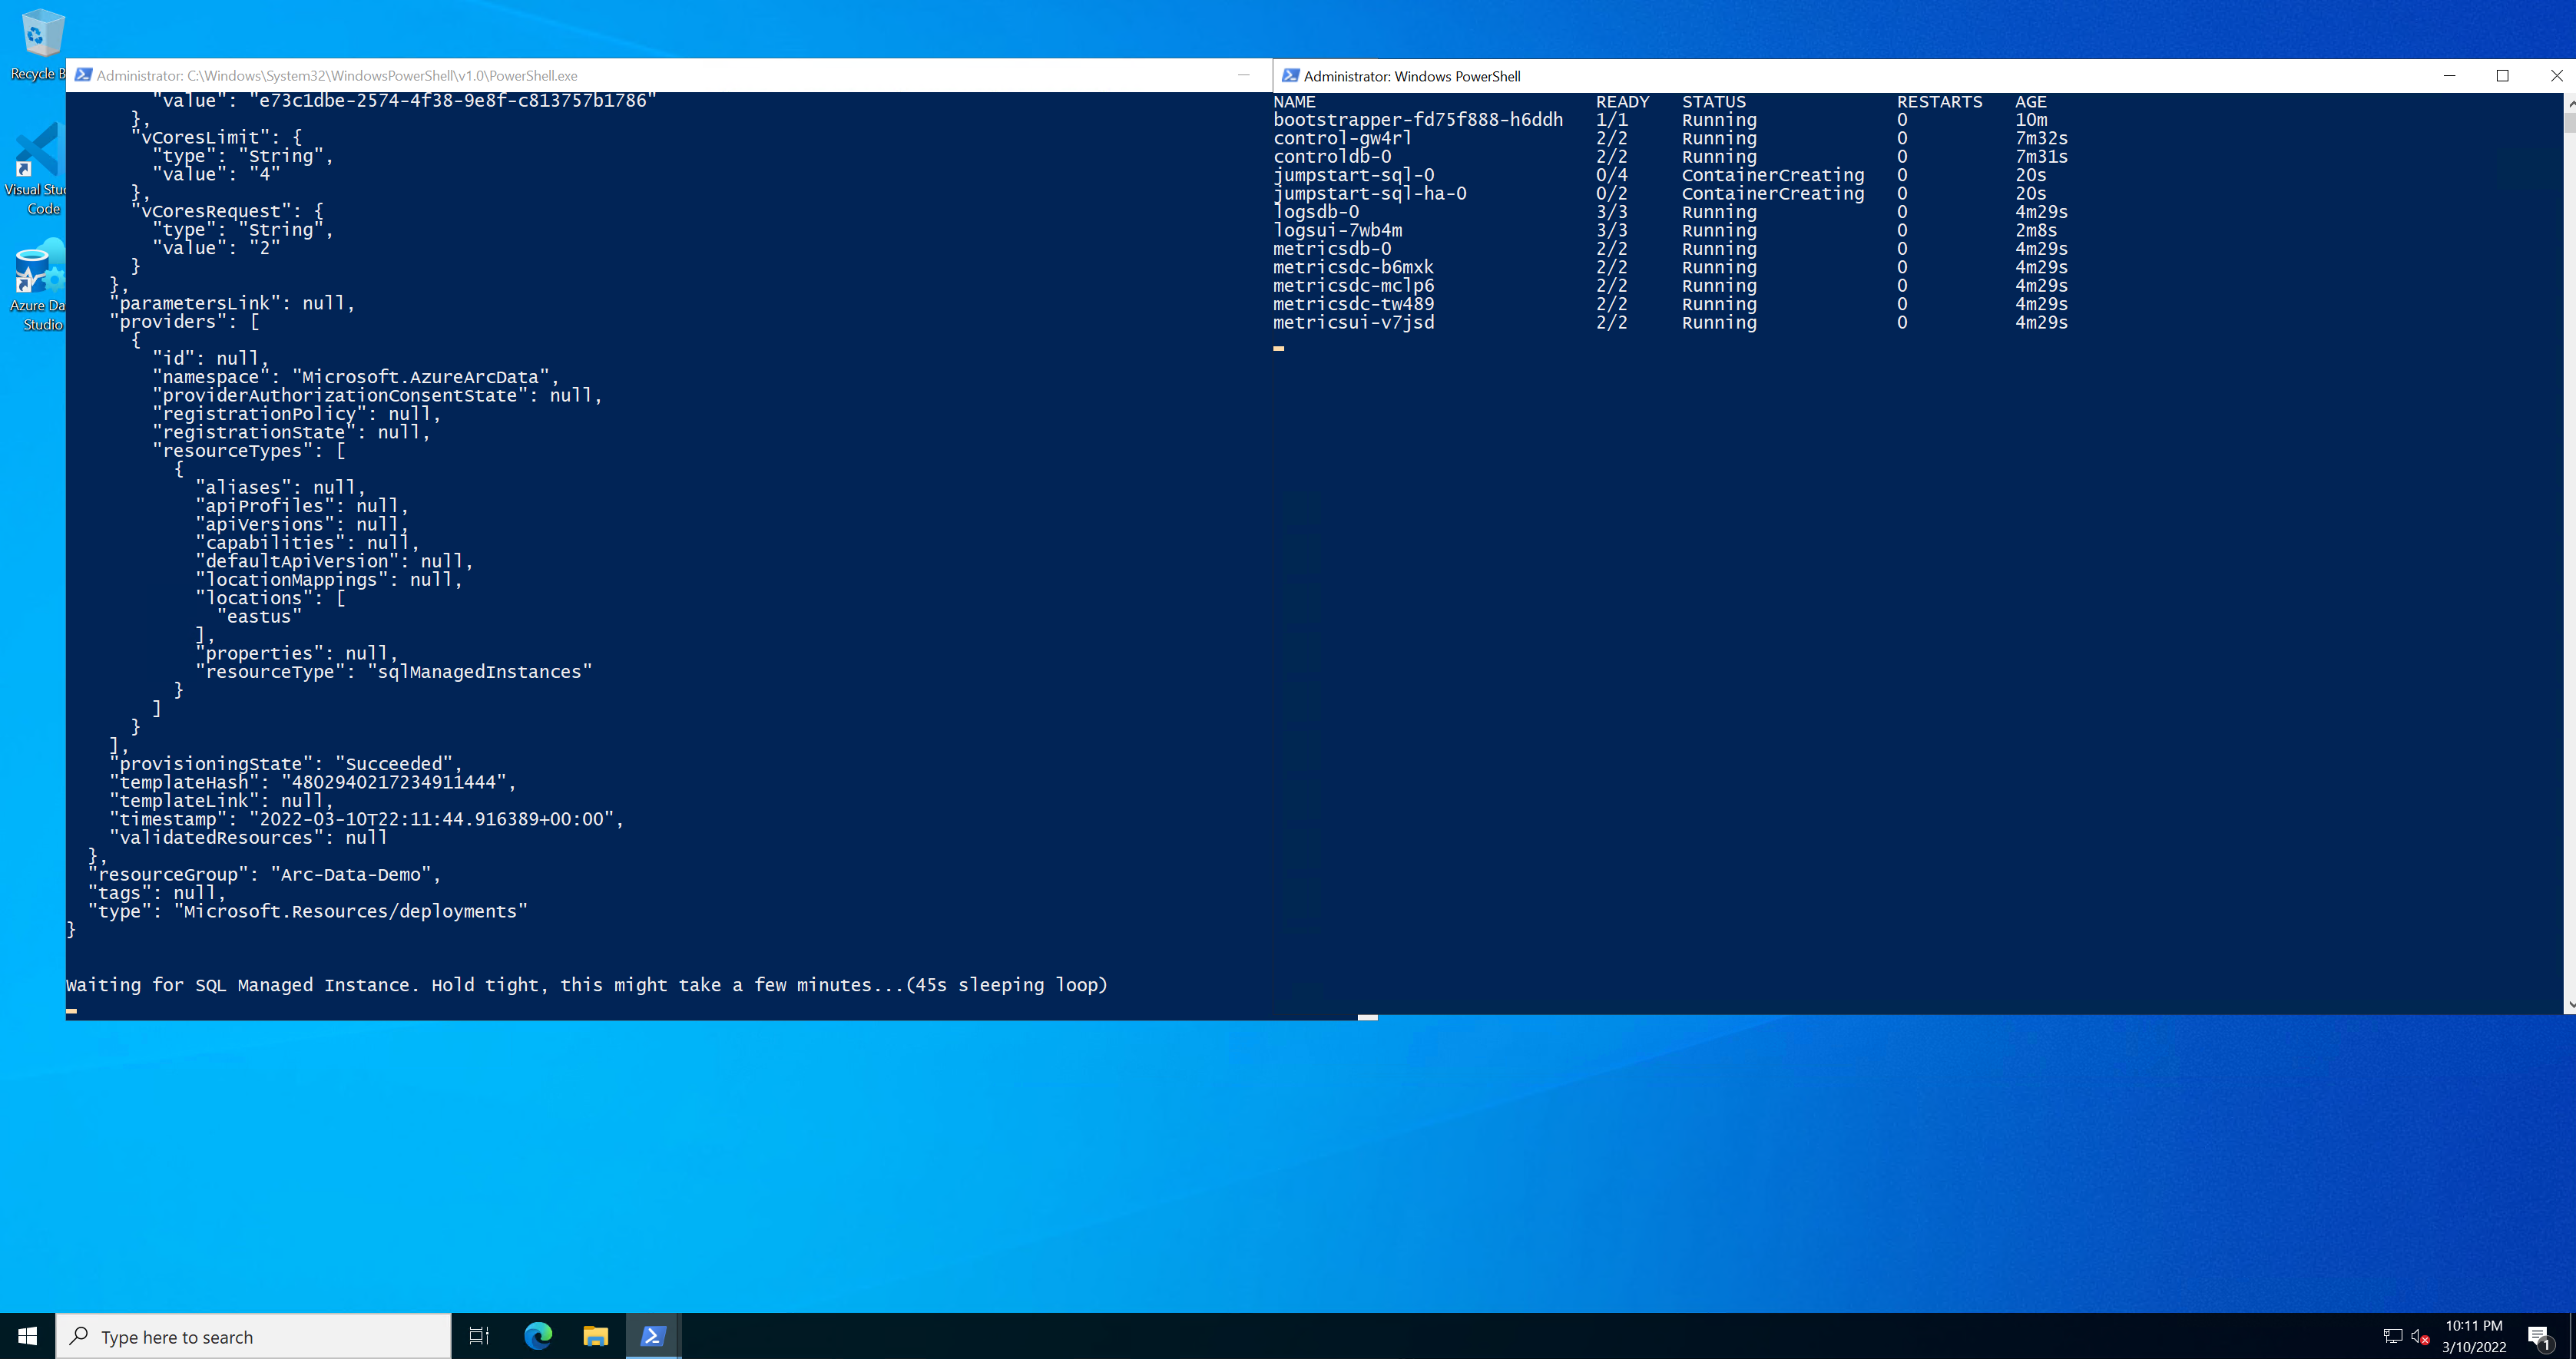 Recycle B
Visual Stud
Code
Azure Da
Studio
Administrator: C:\Windows\System32\WindowsPowerShell\v1.0\PowerShell.exe
"value": "e73c1dbe-2574-4f38-9e8f-c813757b1786"
},
"vCoresLimit": {
"type": "String",
"value": "4"
},
"vCoresRequest": {
"type": "String",
"value": "2"
}
},
"parametersLink": null,
"providers": [
{
"id": null,
"namespace": "Microsoft.AzureArcData",
"providerAuthorizationConsentState": null,
"registrationPolicy": null,
"registrationState": null,
"resourceTypes": [
{
"aliases": null,
"apiProfiles": null,
"apiVersions": null,
"capabilities": null,
"defaultApiVersion": null,
"locationMappings": null,
"locations": [
"eastus"
],
"properties": null,
"resourceType": "sqlManagedInstances"
}
]
}
],
"provisioningState": "Succeeded",
"templateHash": "4802940217234911444",
"templateLink": null,
"timestamp": "2022-03-10T22:11:44.916389+00:00",
"validatedResources": null
},
"resourceGroup": "Arc-Data-Demo",
"tags": null,
"type": "Microsoft.Resources/deployments"
}
Waiting for SQL Managed Instance. Hold tight, this might take a few minutes...(45s sleeping loop)
Administrator: Windows PowerShell
NAME READY STATUS RESTARTS AGE
bootstrapper-fd75f888-h6ddh 1/1 Running 0 10m
control-gw4rl 2/2 Running 0 7m32s
controldb-0 2/2 Running 0 7m31s
jumpstart-sql-0 0/4 ContainerCreating 0 20s
jumpstart-sql-ha-0 0/2 ContainerCreating 0 20s
logsdb-0 3/3 Running 0 4m29s
logsui-7wb4m 3/3 Running 0 2m8s
metricsdb-0 2/2 Running 0 4m29s
metricsdc-b6mxk 2/2 Running 0 4m29s
metricsdc-mclp6 2/2 Running 0 4m29s
metricsdc-tw489 2/2 Running 0 4m29s
metricsui-v7jsd 2/2 Running 0 4m29s
Type here to search
10:11 PM
3/10/2022
1